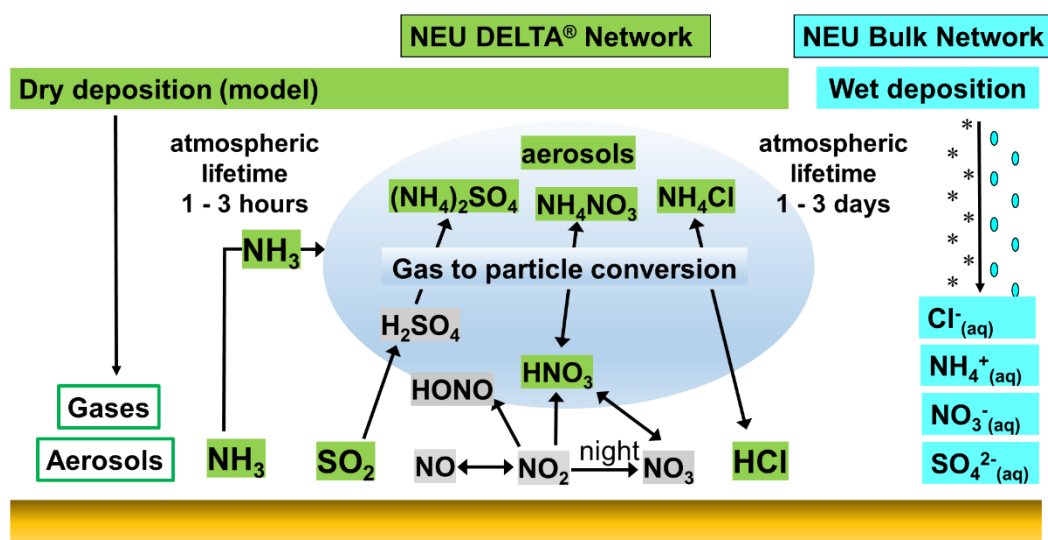 NEU DELTA® Network
NEU Bulk Network
Dry deposition (model)
Wet deposition
atmospheric
lifetime
1 - 3 hours
aerosols
atmospheric
lifetime
1 - 3 days
(NH₄)₂SO₄
NH₄NO₃
NH₄Cl
NH₃
Gas to particle conversion
H₂SO₄
HNO₃
HONO
Gases
Aerosols
NH₃
SO₂
NO
NO₂
night
NO₃
HCl
Cl⁻(aq)
NH₄⁺(aq)
NO₃⁻(aq)
SO₄²⁻(aq)